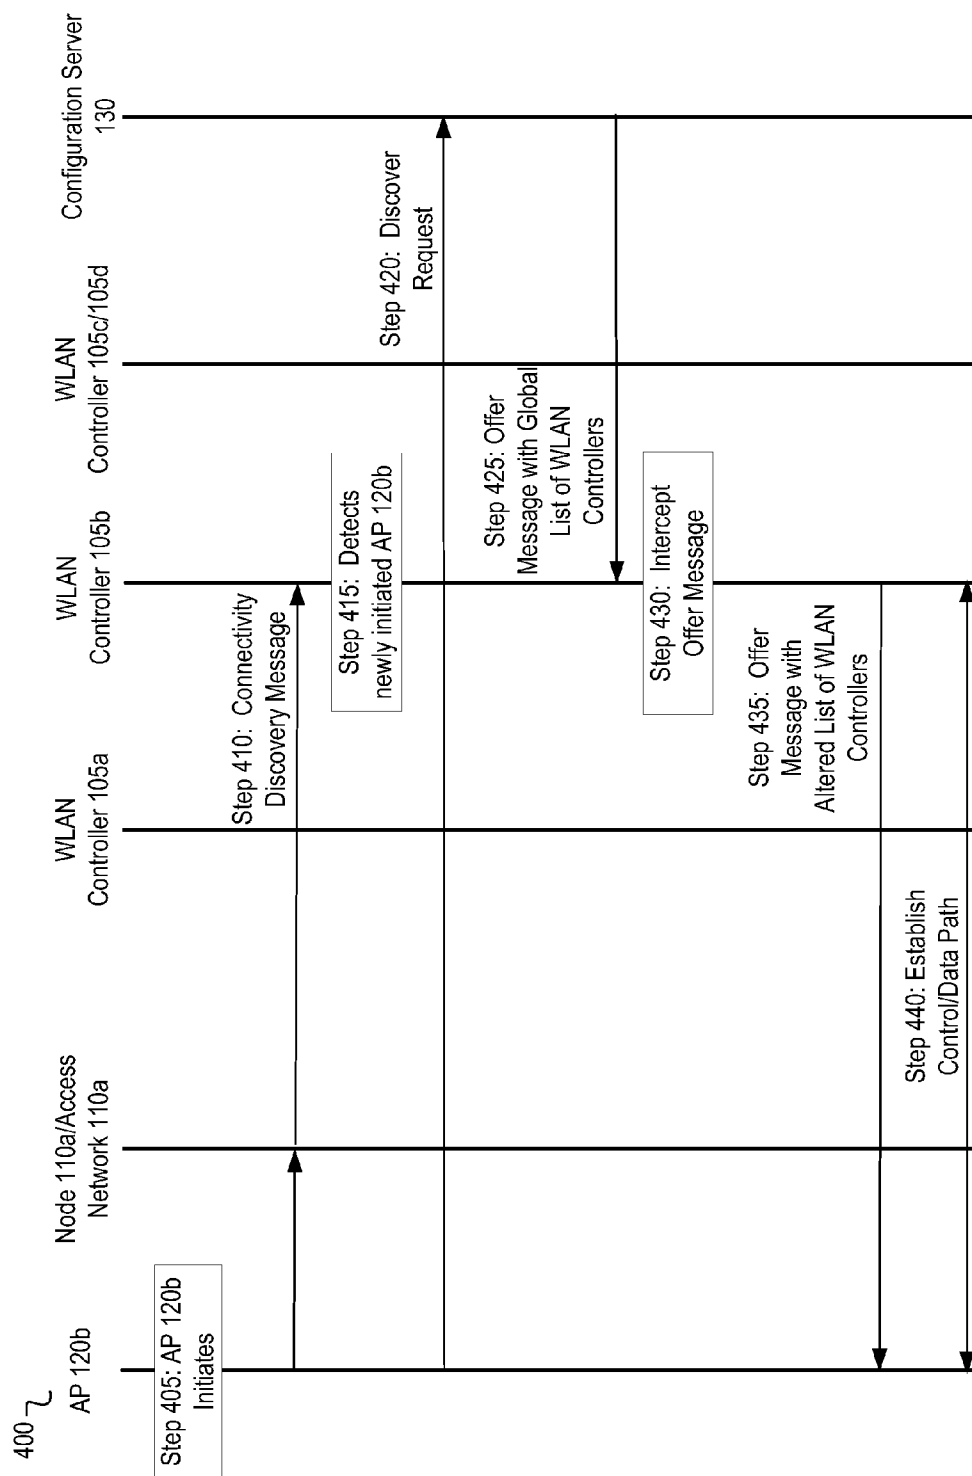 400
AP 120b
Node 110a/Access
Network 110a
WLAN
Controller 105a
WLAN
Controller 105b
WLAN
Controller 105c/105d
Configuration Server
130
Step 405: AP 120b
Initiates
Step 410: Connectivity
Discovery Message
Step 415: Detects
newly initiated AP 120b
Step 420: Discover
Request
Step 425: Offer
Message with Global
List of WLAN
Controllers
Step 430: Intercept
Offer Message
Step 435: Offer
Message with
Altered List of WLAN
Controllers
Step 440: Establish
Control/Data Path